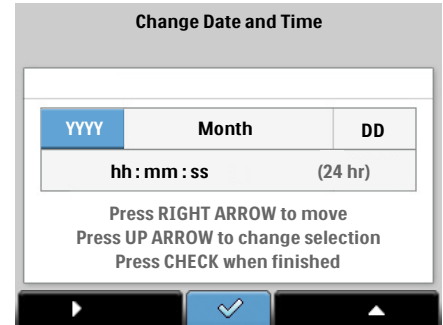 Change Date and Time
YYYY Month DD
hh : mm : ss (24 hr)
Press RIGHT ARROW to move
Press UP ARROW to change selection
Press CHECK when finished